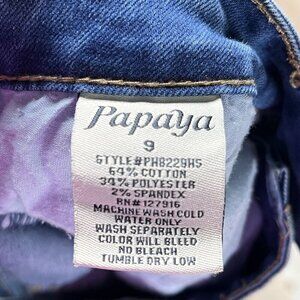 Papaya
9
STYLE#PHB228H5
64% COTTON
34% POLYESTER
2% SPANDEX
RN#127916
MACHINE WASH COLD
WATER ONLY
WASH SEPARATELY
COLOR WILL BLEED
NO BLEACH
TUMBLE DRY LOW